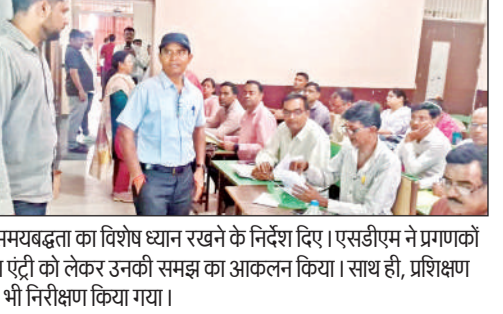 समयबद्धता का विशेष ध्यान रखने के निर्देश दिए। एसडीएम ने प्रगणकों
एंट्री को लेकर उनकी समझ का आकलन किया। साथ ही, प्रशिक्षण
भी निरीक्षण किया गया।